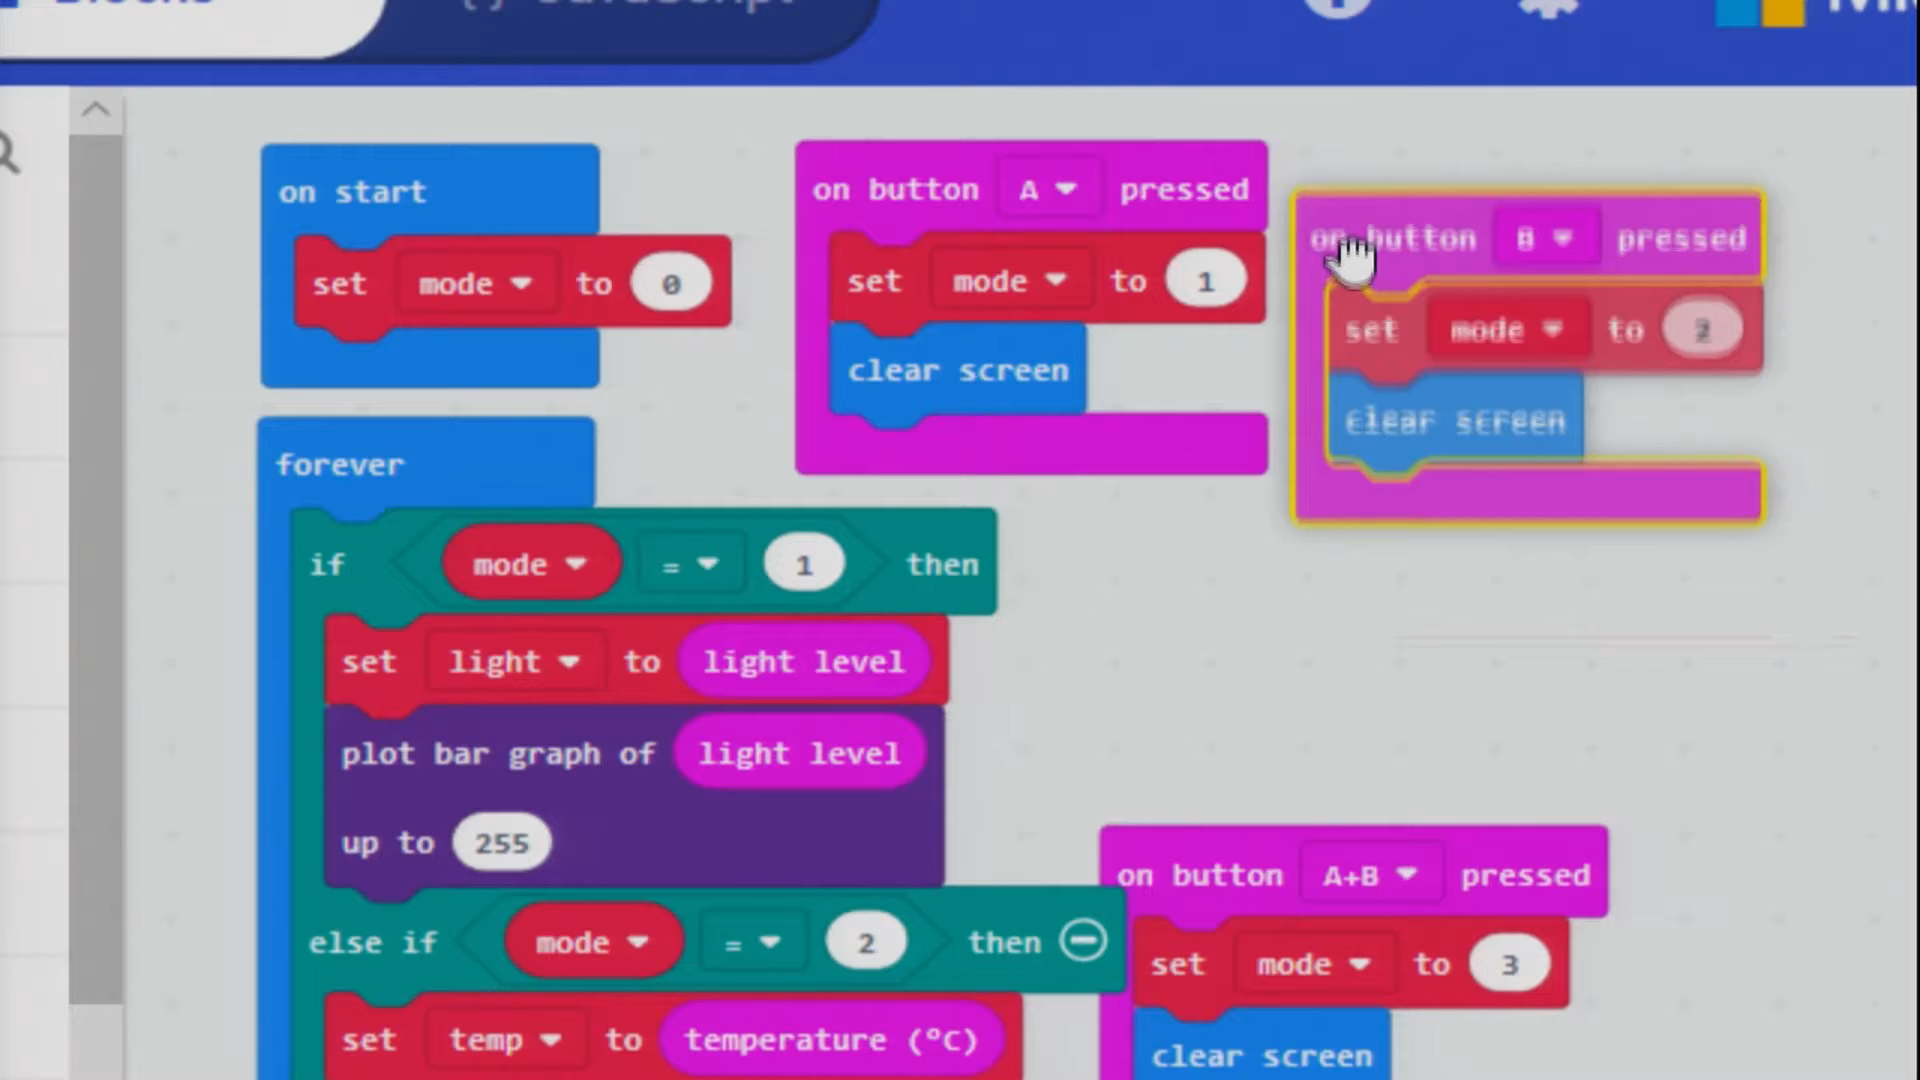 Blocks
{} JavaScript
on start
set mode to 0
on button A pressed
set mode to 1
clear screen
on button B pressed
set mode to 2
clear screen
forever
if mode = 1 then
set light to light level
plot bar graph of light level
up to 255
else if mode = 2 then
set temp to temperature (°C)
on button A+B pressed
set mode to 3
clear screen